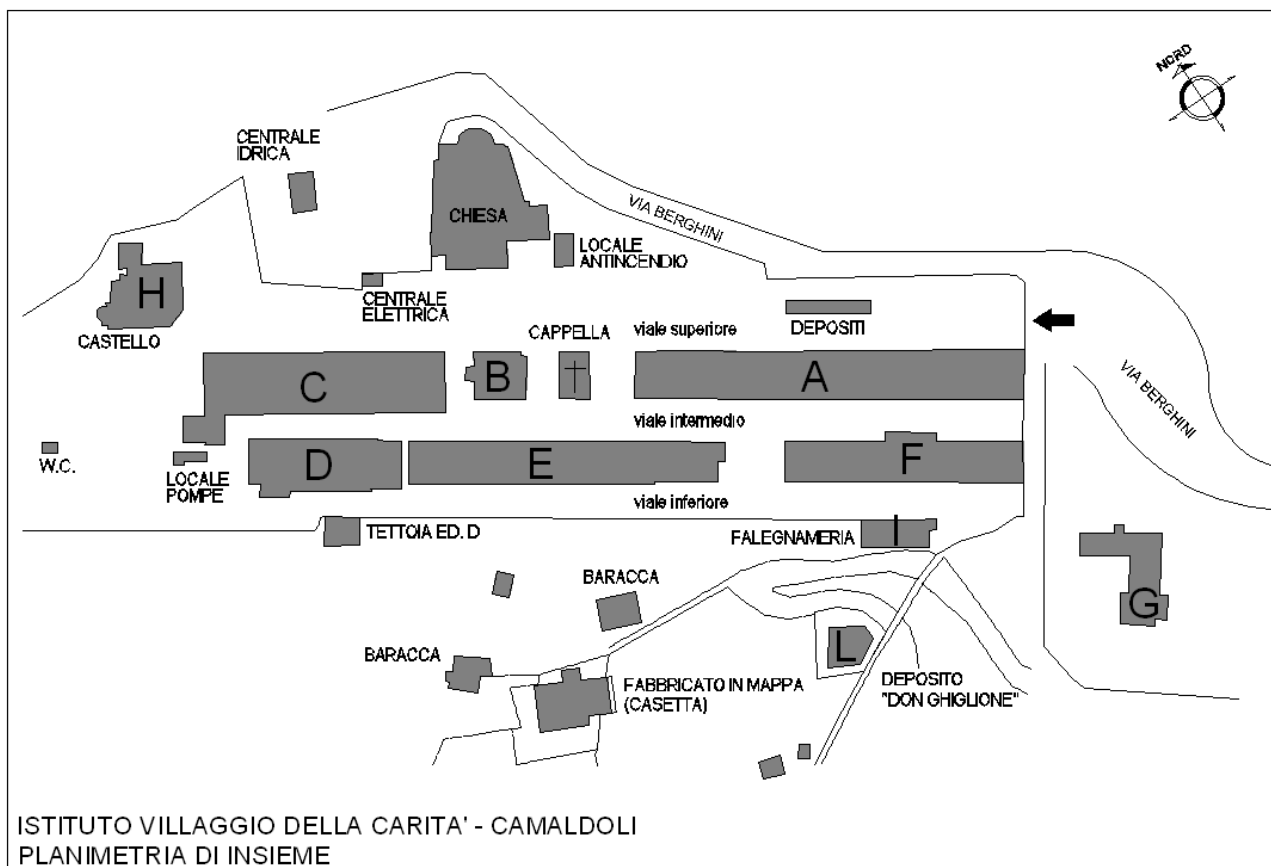 NORD
CENTRALE
IDRICA
CHIESA
VIA BERGHINI
LOCALE
ANTINCENDIO
H
CASTELLO
CENTRALE
ELETTRICA
CAPPELLA
viale superiore
DEPOSITI
VIA BERGHINI
C
B
A
viale intermedio
W.C.
LOCALE
POMPE
D
E
F
viale inferiore
TETTOIA ED. D
FALEGNAMERIA
I
BARACCA
G
BARACCA
L
FABBRICATO IN MAPPA
(CASETTA)
DEPOSITO
"DON GHIGLIONE"
ISTITUTO VILLAGGIO DELLA CARITA' - CAMALDOLI
PLANIMETRIA DI INSIEME